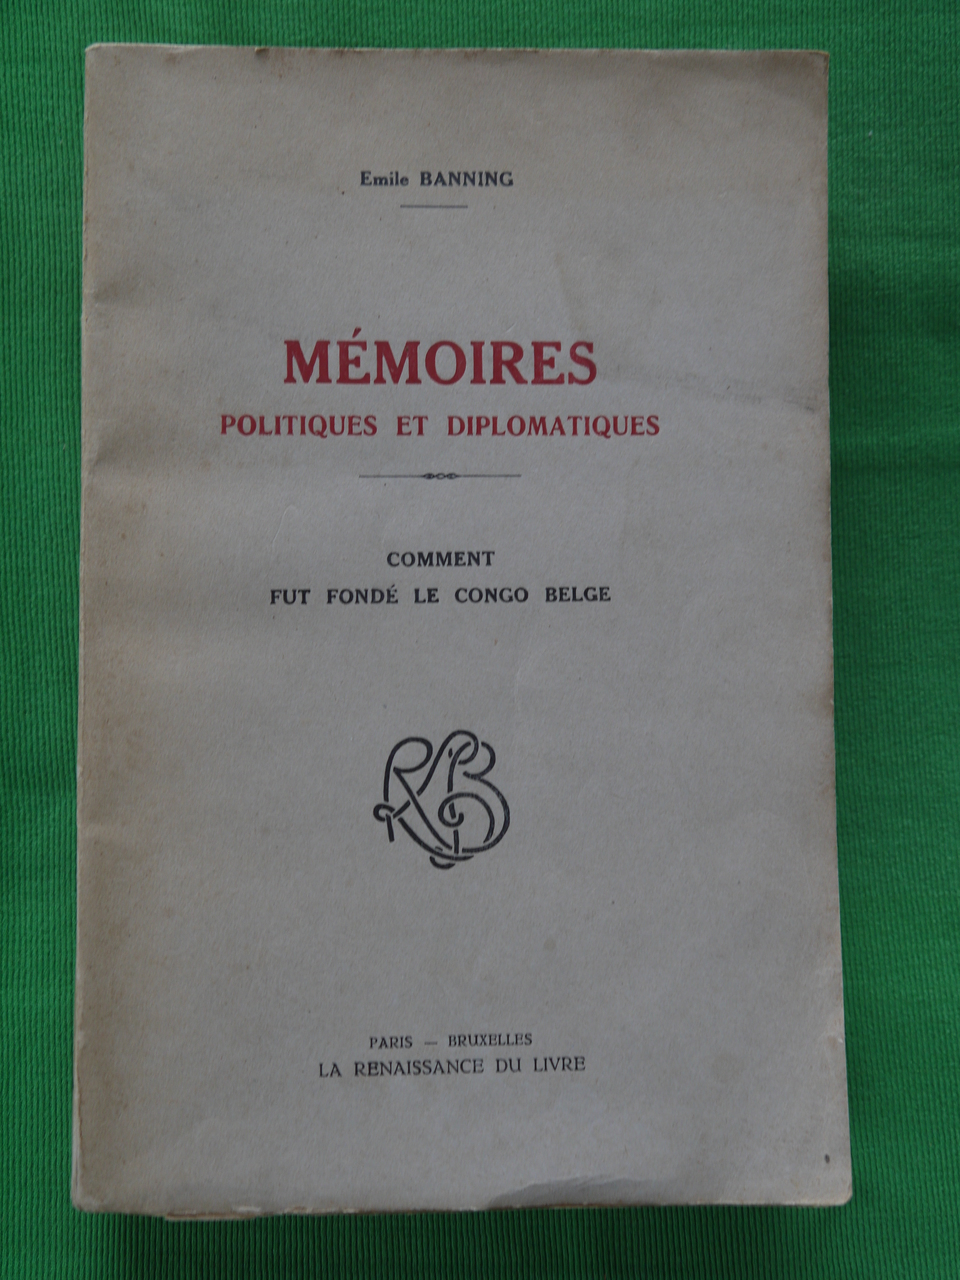 Emile BANNING
MÉMOIRES
POLITIQUES ET DIPLOMATIQUES
COMMENT
FUT FONDÉ LE CONGO BELGE
RLB
PARIS — BRUXELLES
LA RENAISSANCE DU LIVRE